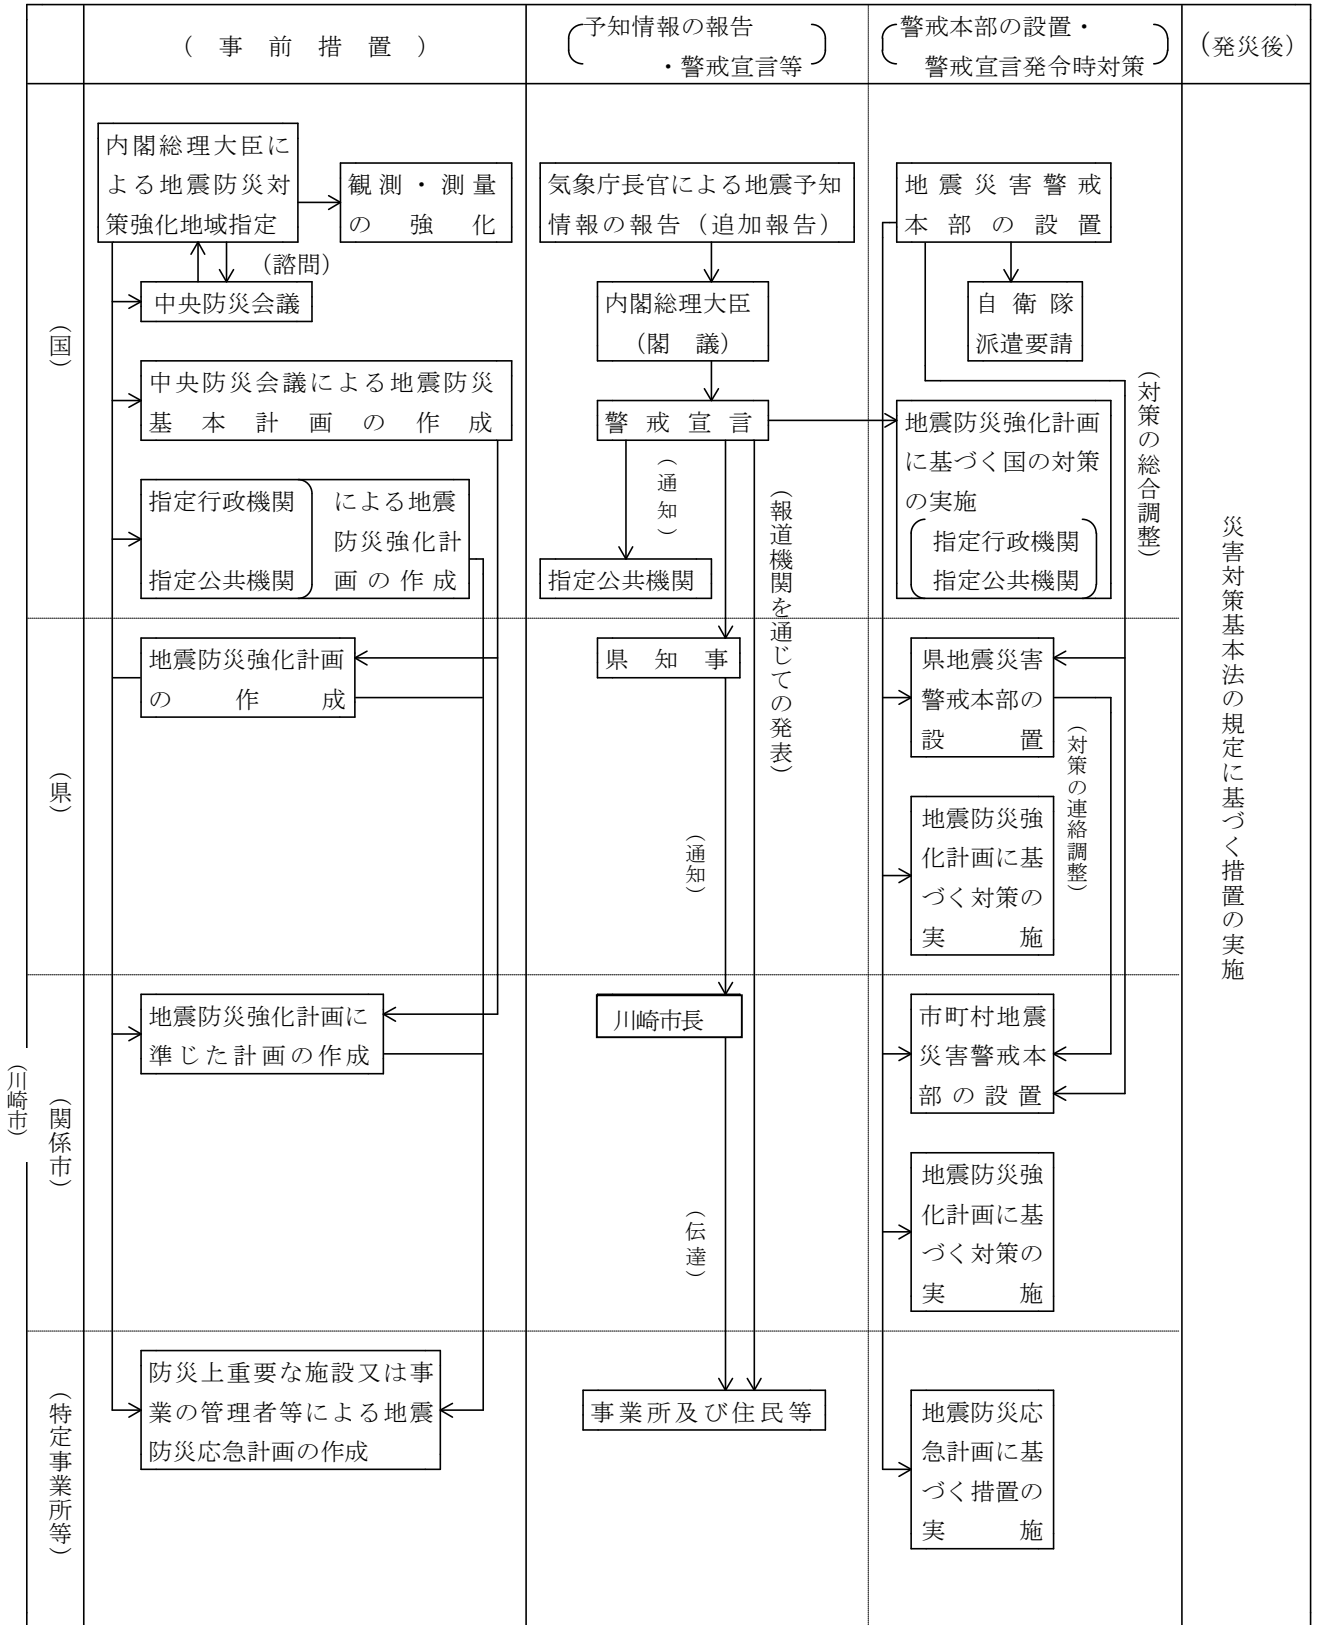 （事前措置）
予知情報の報告
・警戒宣言等
警戒本部の設置・
警戒宣言発令時対策
（発災後）
（国）
内閣総理大臣に
よる地震防災対
策強化地域指定
観測・測量
の強化
（諮問）
中央防災会議
中央防災会議による地震防災
基本計画の作成
指定行政機関
指定公共機関
による地震
防災強化計
画の作成
気象庁長官による地震予知
情報の報告（追加報告）
内閣総理大臣
（閣議）
警戒宣言
（通知）
指定公共機関
（報道機関を通じての発表）
地震災害警戒
本部の設置
自衛隊
派遣要請
（対策の総合調整）
地震防災強化計画
に基づく国の対策
の実施
指定行政機関
指定公共機関
災害対策基本法の規定に基づく措置の実施
（県）
地震防災強化計画
の作成
県知事
（通知）
県地震災害
警戒本部の
設置
（対策の連絡調整）
地震防災強
化計画に基
づく対策の
実施
（川崎市）
（関係市）
地震防災強化計画に
準じた計画の作成
川崎市長
（伝達）
市町村地震
災害警戒本
部の設置
地震防災強
化計画に基
づく対策の
実施
（特定事業所等）
防災上重要な施設又は事
業の管理者等による地震
防災応急計画の作成
事業所及び住民等
地震防災応
急計画に基
づく措置の
実施